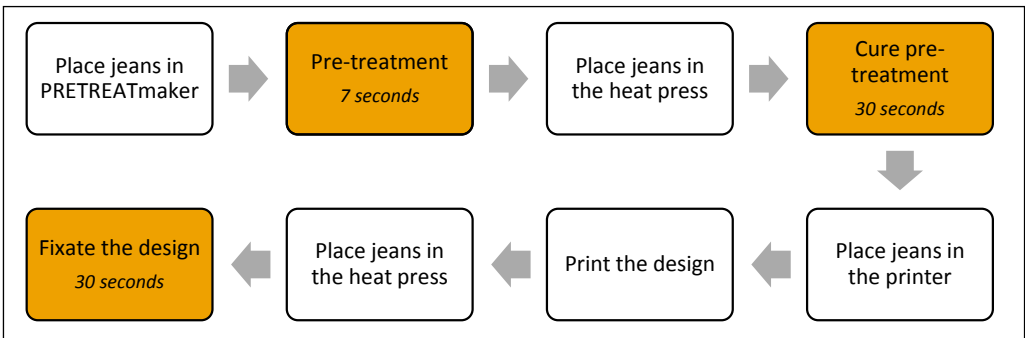 Place jeans in
PRETREATmaker
Pre-treatment
7 seconds
Place jeans in
the heat press
Cure pre-
treatment
30 seconds
Place jeans in
the printer
Print the design
Place jeans in
the heat press
Fixate the design
30 seconds